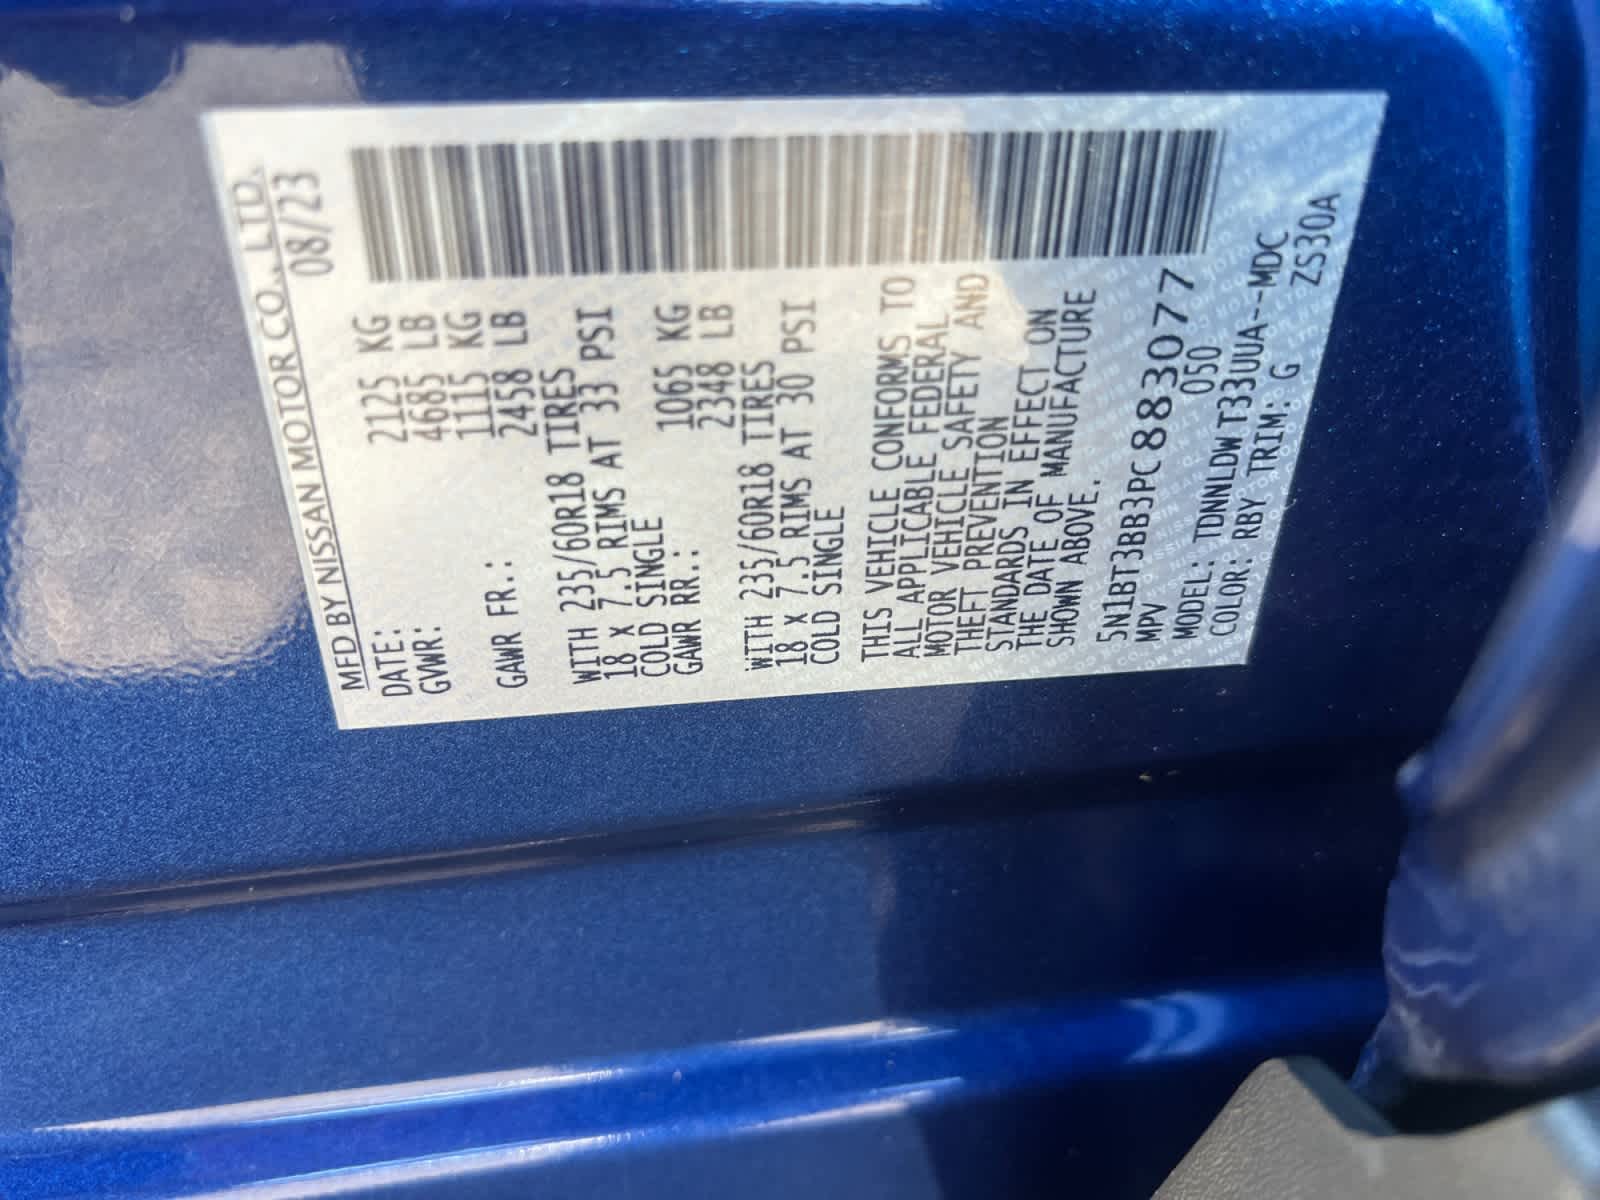 MFD BY NISSAN MOTOR CO., LTD.
DATE: 08/23
GVWR: 2125 KG
4685 LB
GAWR FR.: 1115 KG
2458 LB
WITH 235/60R18 TIRES
18 x 7.5 RIMS AT 33 PSI
COLD SINGLE
GAWR RR.: 1065 KG
2348 LB
WITH 235/60R18 TIRES
18 x 7.5 RIMS AT 30 PSI
COLD SINGLE
THIS VEHICLE CONFORMS TO
ALL APPLICABLE FEDERAL
MOTOR VEHICLE SAFETY AND
THEFT PREVENTION
STANDARDS IN EFFECT ON
THE DATE OF MANUFACTURE
SHOWN ABOVE.
5N1BT3BB3PC883077
MPV 050
MODEL: TDNNLDWT33UUA--MDC
COLOR: RBY TRIM: G ZS30A